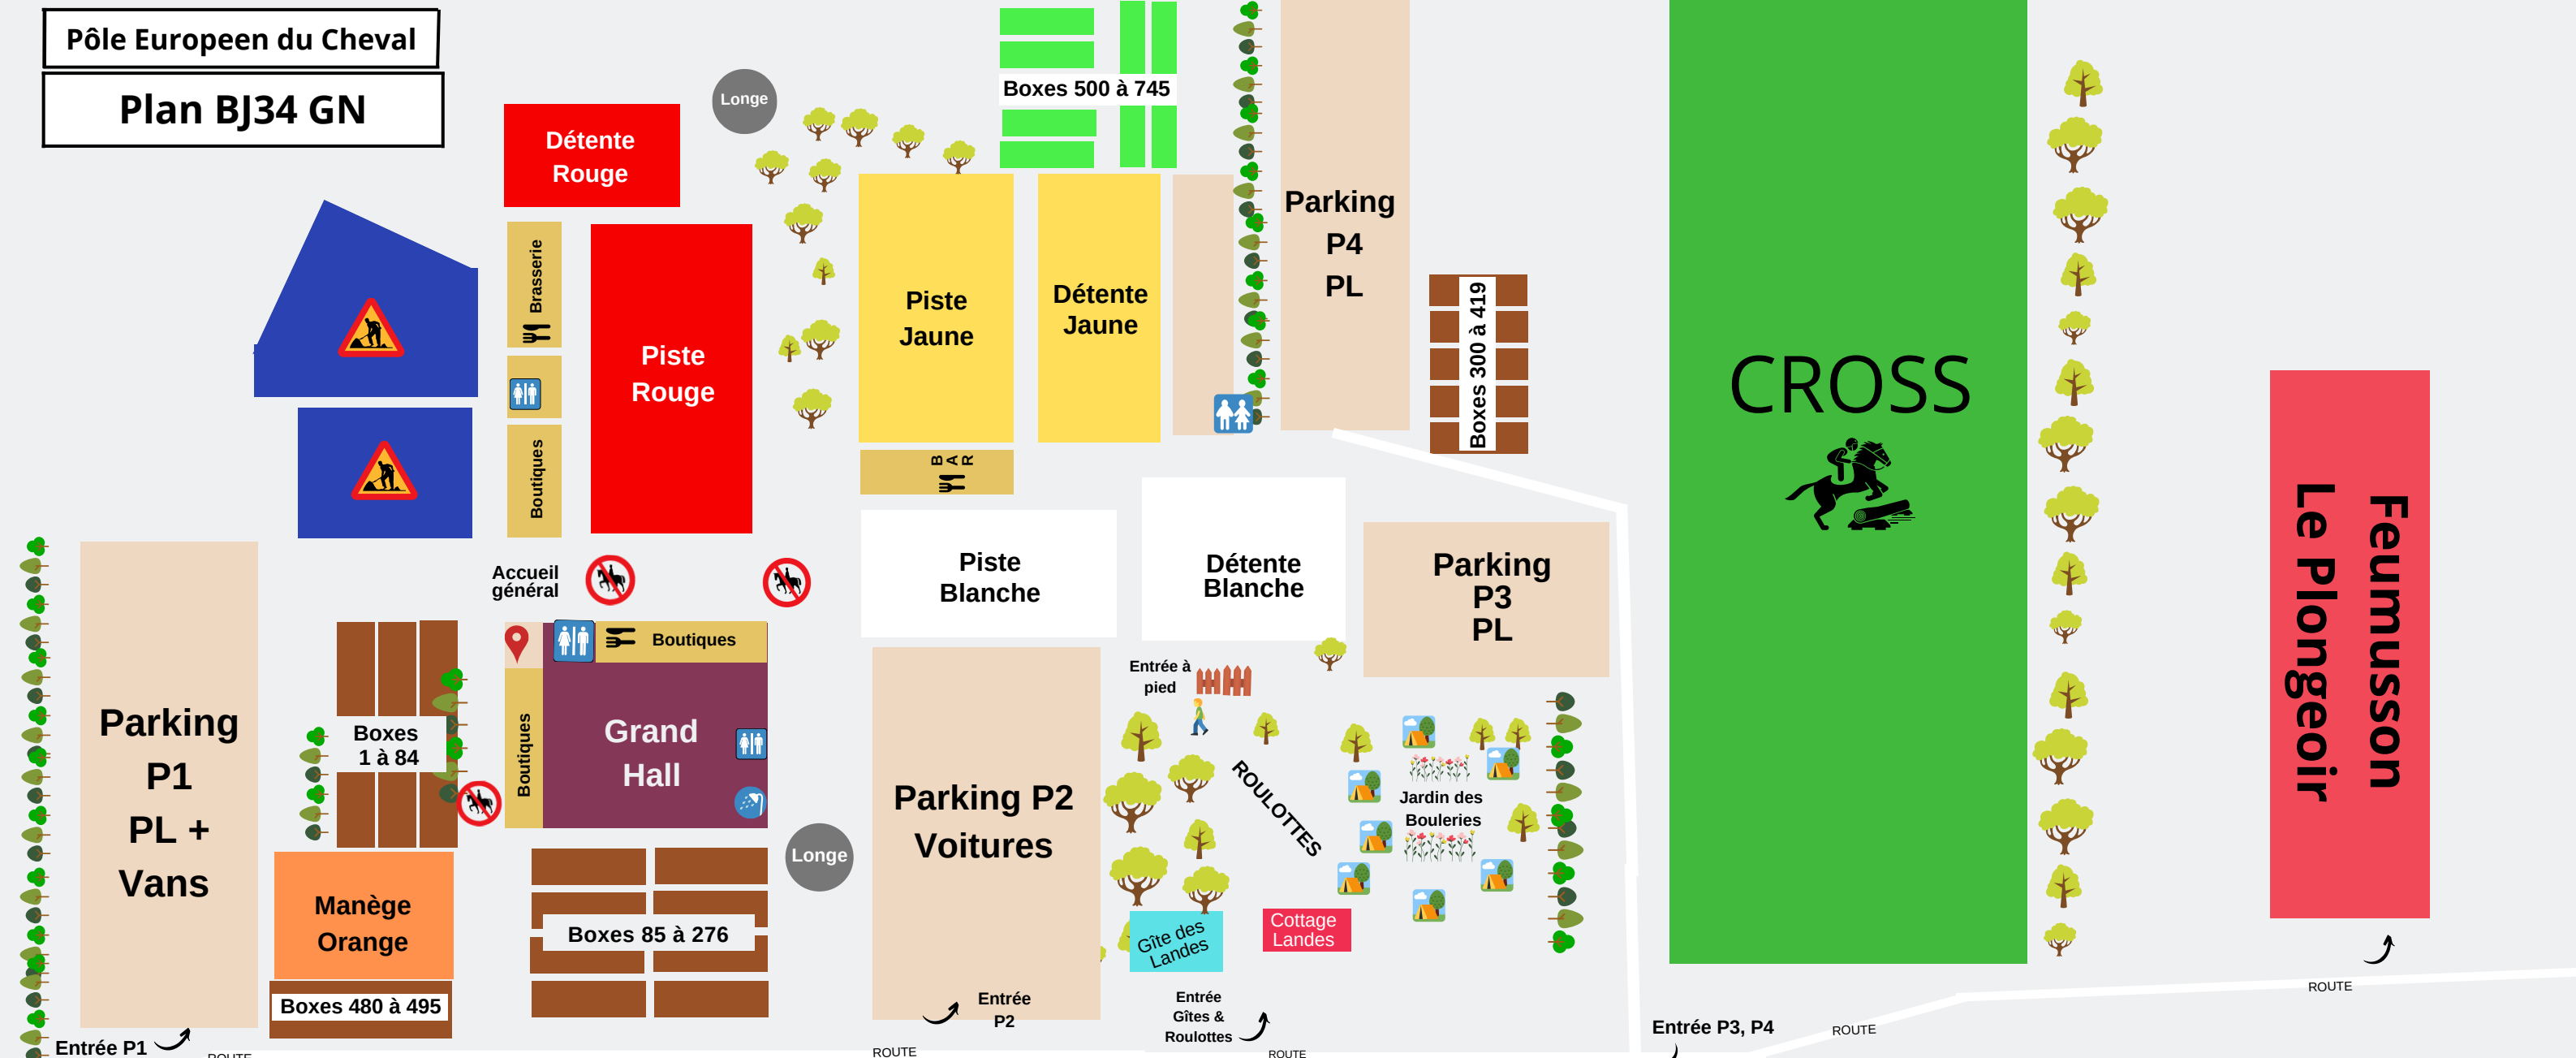 Pôle Europeen du Cheval
Plan BJ34 GN
Longe
Boxes 500 à 745
Détente
Rouge
Parking
P4
PL
Brasserie
Piste
Rouge
Piste
Jaune
Détente
Jaune
Boxes 300 à 419
CROSS
Boutiques
BAR
Feumusson
Le Plongeoir
Accueil
général
Piste
Blanche
Détente
Blanche
Parking
P3
PL
Boutiques
Entrée à
pied
Parking
P1
PL +
Vans
Boxes
1 à 84
Boutiques
Grand
Hall
Parking P2
Voitures
ROULOTTES
Jardin des
Bouleries
Longe
Manège
Orange
Boxes 85 à 276
Gîte des
Landes
Cottage
Landes
Boxes 480 à 495
Entrée
P2
Entrée
Gîtes &
Roulottes
Entrée P3, P4
ROUTE
ROUTE
Entrée P1
ROUTE
ROUTE
ROUTE